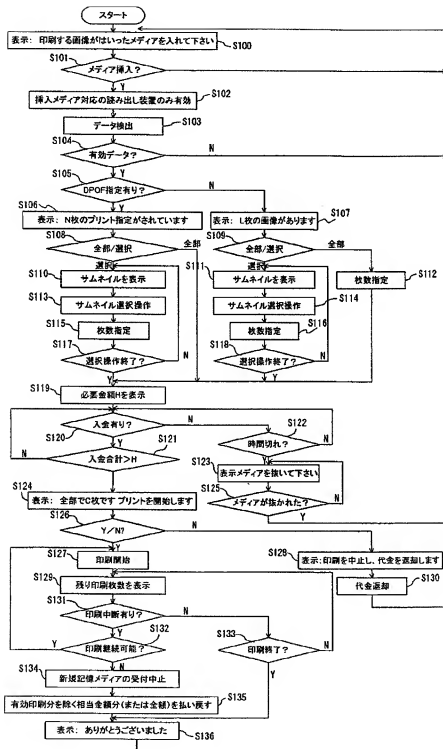 スタート
表示: 印刷する画像がはいったメディアを入れて下さい
S100
S101
メディア挿入?
Y
挿入メディア対応の読み出し装置のみ有効
S102
データ検出
S103
S104
有効データ?
N
Y
S105
DPOF指定有り?
N
S106
Y
表示: N枚のプリント指定がされています
表示: L枚の画像があります
S107
S108
全部/選択
全部
S109
全部/選択
全部
選択
選択
S110
サムネイルを表示
S111
サムネイルを表示
枚数指定
S112
S113
サムネイル選択操作
サムネイル選択操作
S114
S115
枚数指定
枚数指定
S116
S117
選択操作終了?
N
S118
選択操作終了?
N
Y
Y
S119
必要金額Hを表示
入金有り?
N
S120
Y
S121
N
入金合計>H
S122
時間切れ?
N
Y
S123
表示メディアを抜いて下さい
S124
Y
S125
メディアが抜かれた?
N
Y
表示: 全部でC枚です プリントを開始します
S126
Y/N?
N
S127
Y
印刷開始
S128
表示:印刷を中止し、代金を返却します
S129
残り印刷枚数を表示
代金返却
S130
S131
印刷中断有り?
N
Y
S132
Y
印刷継続可能?
S133
印刷終了?
N
N
Y
S134
新規記憶メディアの受付中止
有効印刷分を除く相当金額分(または全額)を払い戻す
S135
表示: ありがとうございました
S136